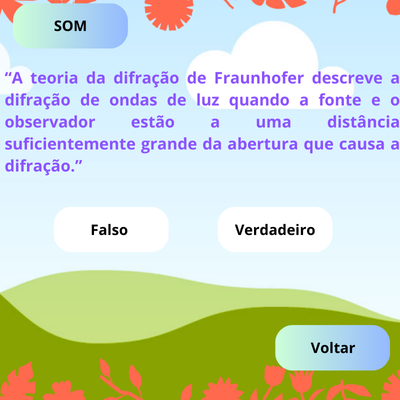 SOM
“A teoria da difração de Fraunhofer descreve a
difração de ondas de luz quando a fonte e o
observador estão a uma distância
suficientemente grande da abertura que causa a
difração.”
Falso
Verdadeiro
Voltar